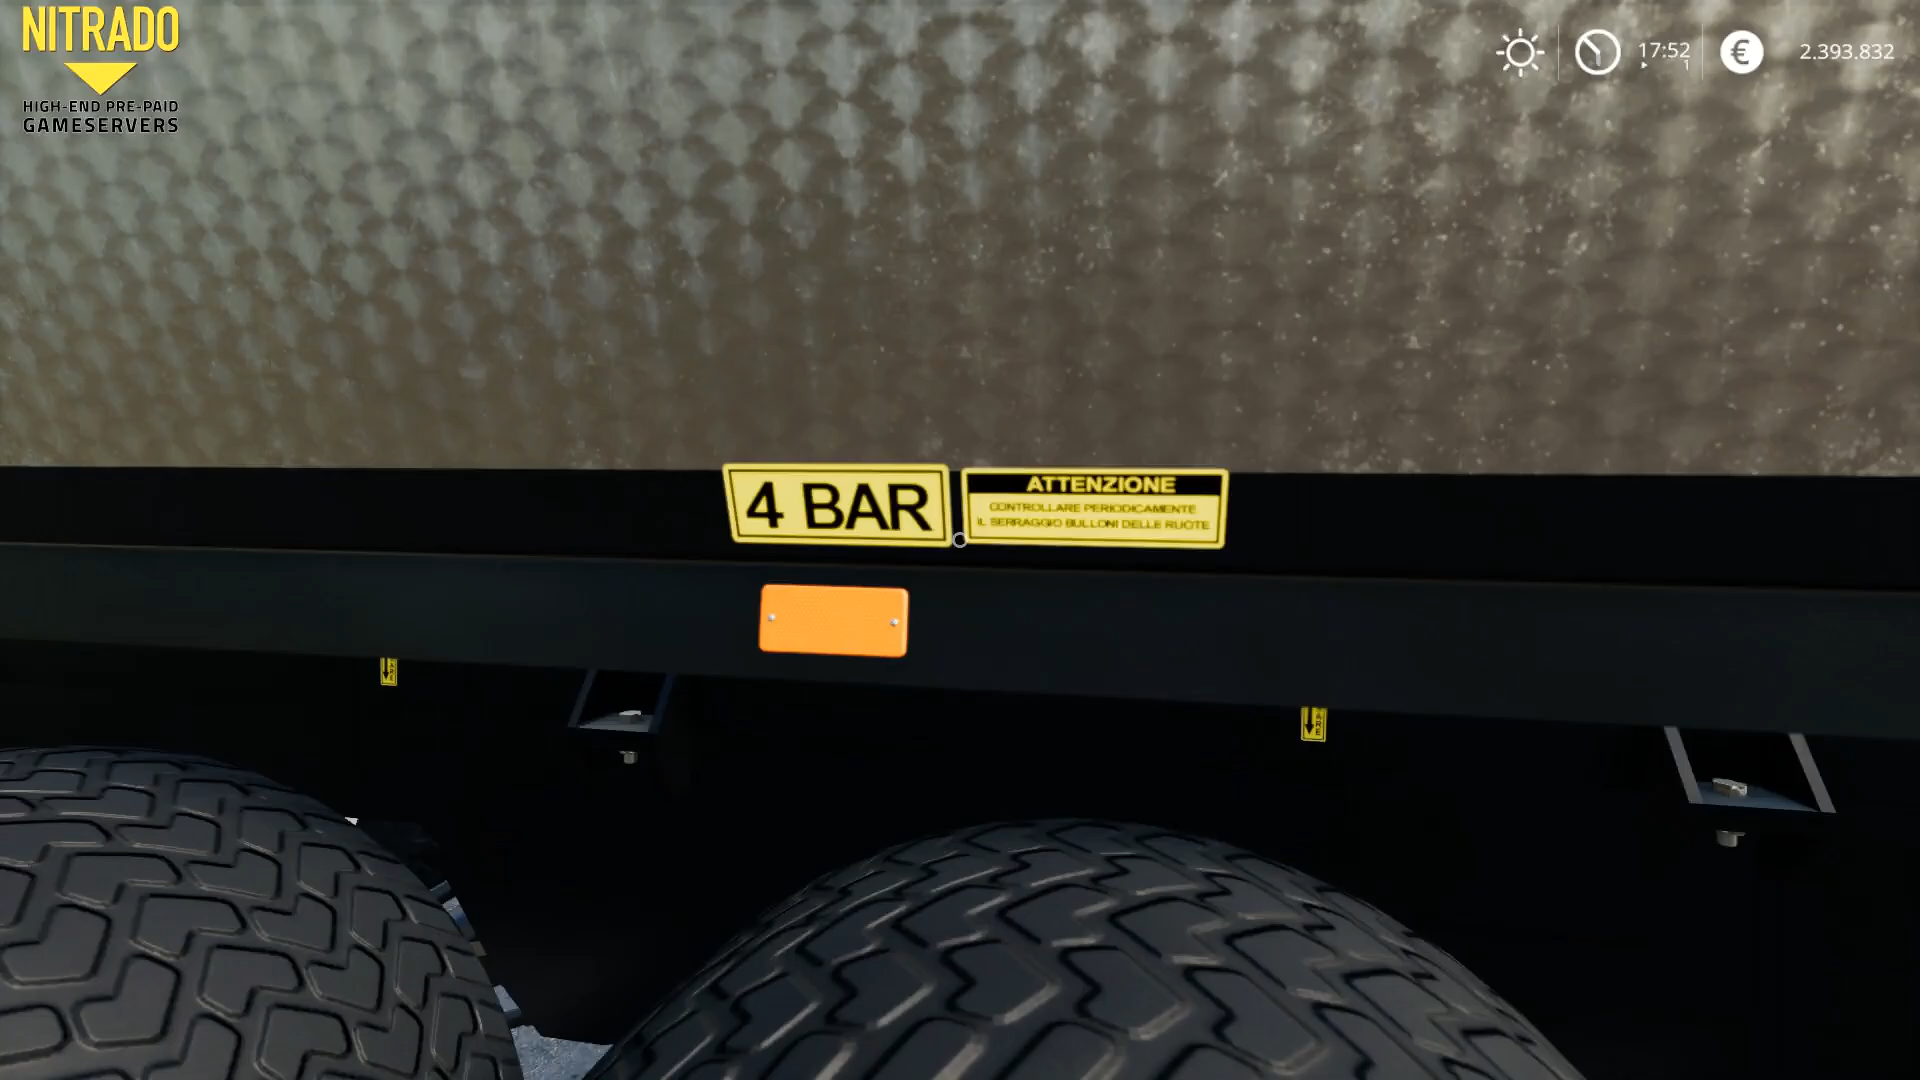 NITRADO
HIGH-END PRE-PAID
GAMESERVERS
17:52
1
2.393.832
4 BAR
ATTENZIONE
CONTROLLARE PERIODICAMENTE
IL SERRAGGIO BULLONI DELLE RUOTE